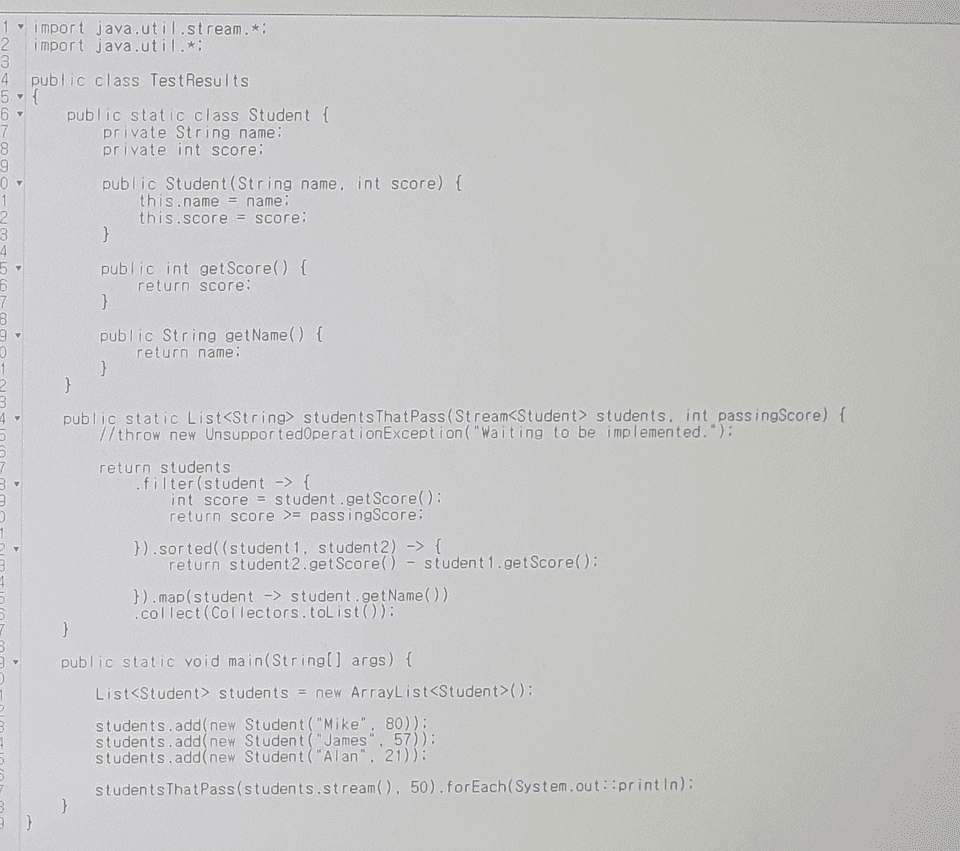 1 import java.util.stream.*;
2 import java.util.*;
3
4 public class TestResults
5 {
6 public static class Student {
7 private String name;
8 private int score;
9
0 public Student(String name, int score) {
1 this.name = name;
2 this.score = score;
3 }
4
5 public int getScore() {
6 return score;
7 }
8
9 public String getName() {
0 return name;
1 }
2 }
3
4 public static List<String> studentsThatPass(Stream<Student> students, int passingScore) {
5 //throw new UnsupportedOperationException("Waiting to be implemented.");
6
7 return students
8 .filter(student -> {
9 int score = student.getScore();
0 return score >= passingScore;
1
2 }).sorted((student1, student2) -> {
3 return student2.getScore() - student1.getScore();
4
5 }).map(student -> student.getName())
6 .collect(Collectors.toList());
7 }
8
9 public static void main(String[] args) {
0
1 List<Student> students = new ArrayList<Student>();
2
3 students.add(new Student("Mike", 80));
4 students.add(new Student("James", 57));
5 students.add(new Student("Alan", 21));
6
7 studentsThatPass(students.stream(), 50).forEach(System.out::println);
8 }
9 }